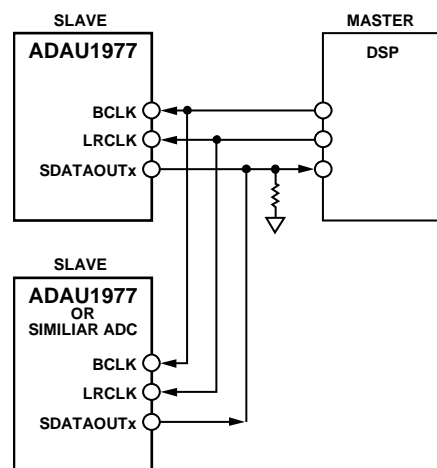 SLAVE
ADAU1977
BCLK
LRCLK
SDATAOUTx
MASTER
DSP
SLAVE
ADAU1977
OR
SIMILIAR ADC
BCLK
LRCLK
SDATAOUTx